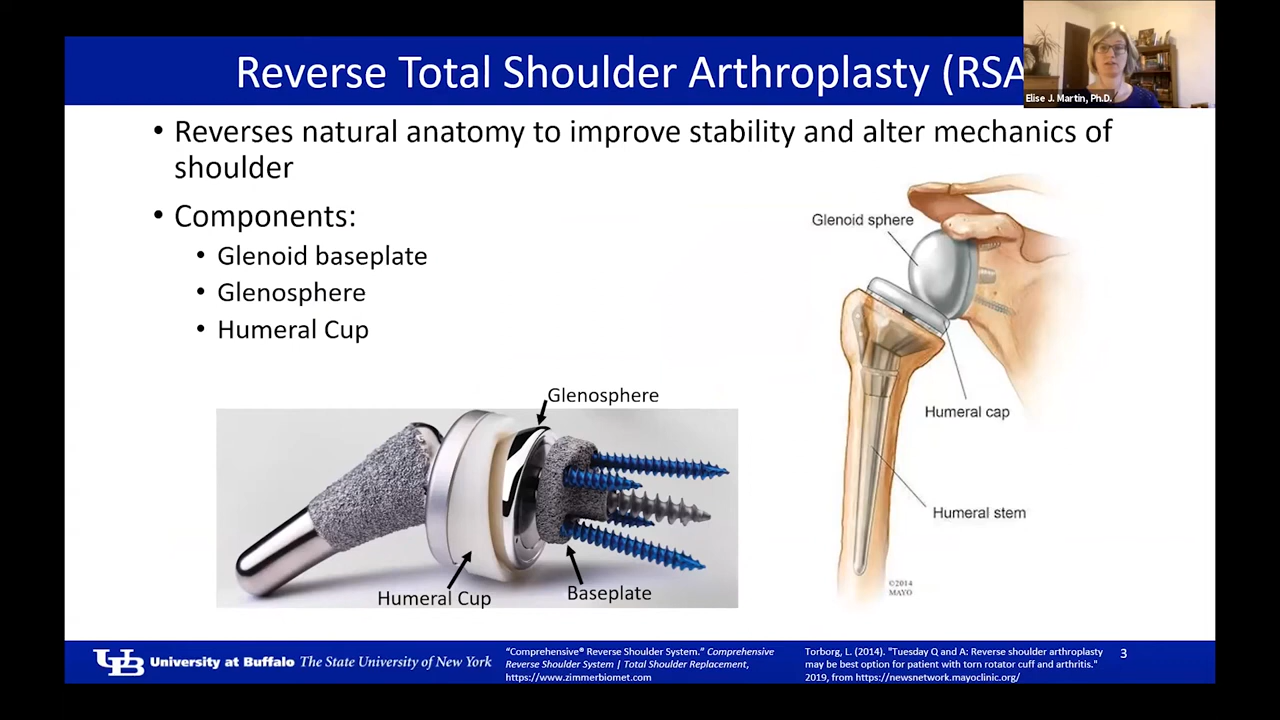 Reverse Total Shoulder Arthroplasty (RSA
Elise J. Martin, Ph.D.
• Reverses natural anatomy to improve stability and alter mechanics of
shoulder
• Components:
• Glenoid baseplate
• Glenosphere
• Humeral Cup
Glenoid sphere
Humeral cap
Humeral stem
©2014
MAYO
Glenosphere
Humeral Cup
Baseplate
UB University at Buffalo The State University of New York
“Comprehensive® Reverse Shoulder System.” Comprehensive
Reverse Shoulder System | Total Shoulder Replacement,
https://www.zimmerbiomet.com
Torborg, L. (2014). "Tuesday Q and A: Reverse shoulder arthroplasty
may be best option for patient with torn rotator cuff and arthritis."
2019, from https://newsnetwork.mayoclinic.org/
3